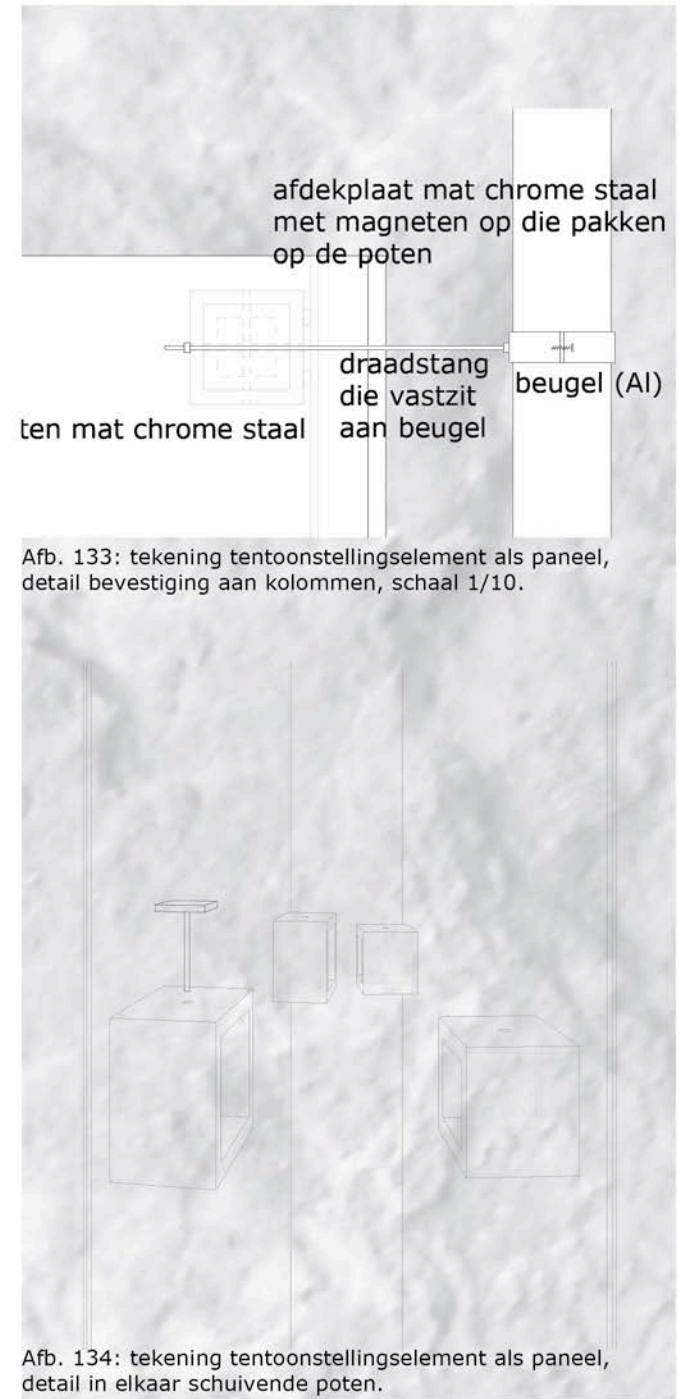 afdekplaat mat chrome staal
met magneten op die pakken
op de poten
draadstang
die vastzit
aan beugel
beugel (Al)
ten mat chrome staal
Afb. 133: tekening tentoonstellingselement als paneel,
detail bevestiging aan kolommen, schaal 1/10.
Afb. 134: tekening tentoonstellingselement als paneel,
detail in elkaar schuivende poten.